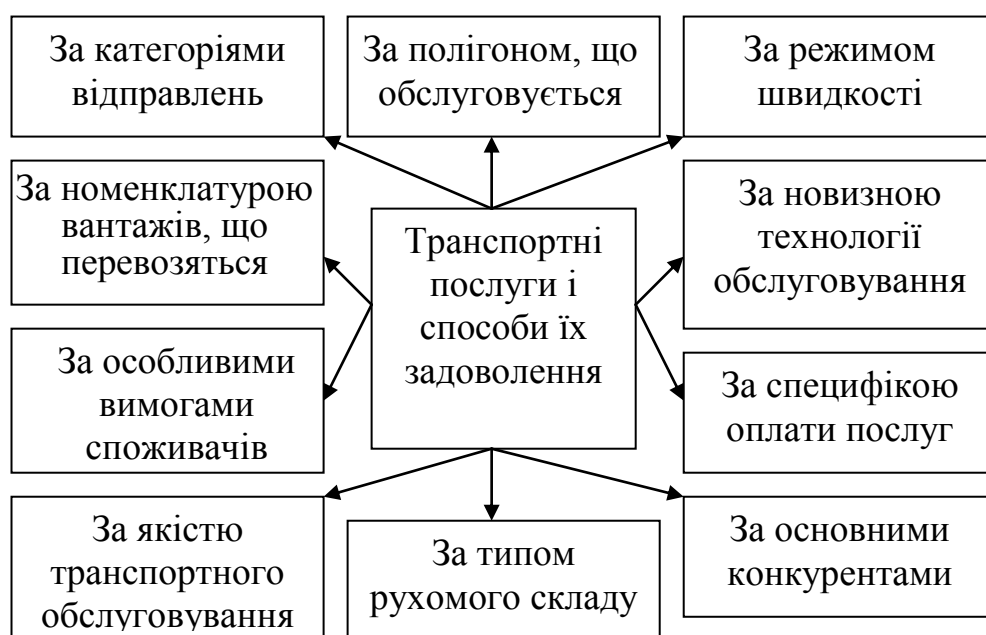 За категоріями
відправлень
За полігоном, що
обслуговується
За режимом
швидкості
За номенклатурою
вантажів, що
перевозяться
Транспортні
послуги і
способи їх
задоволення
За новизною
технології
обслуговування
За особливими
вимогами
споживачів
За специфікою
оплати послуг
За якістю
транспортного
обслуговування
За типом
рухомого складу
За основними
конкурентами